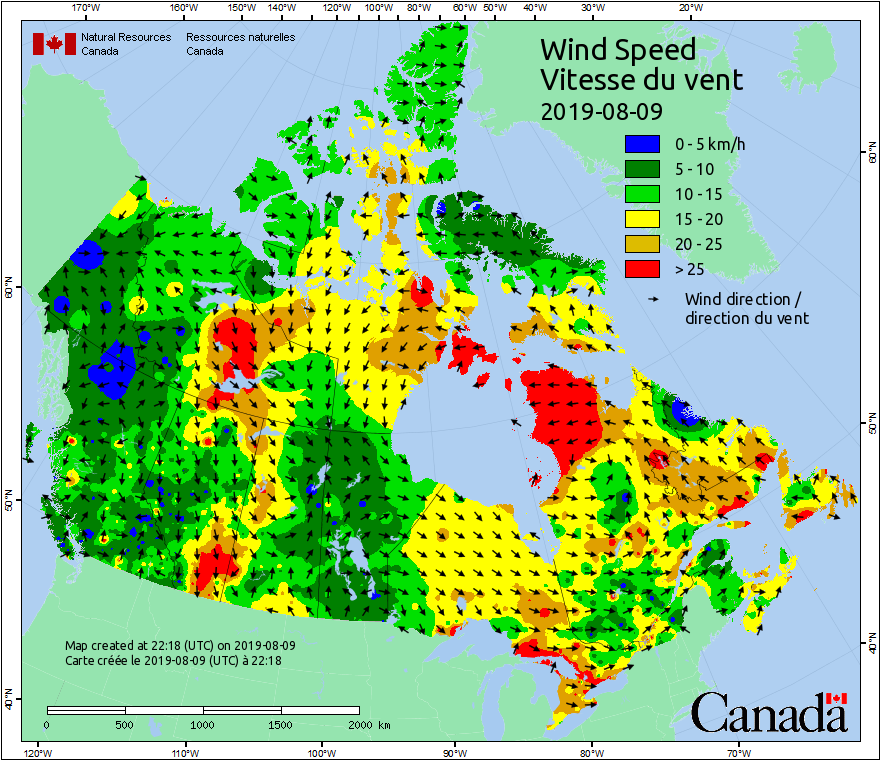 170°W 160°W 150°W 140°W 120°W 100°W 80°W 60°W 50°W 40°W 30°W 20°W
Natural Resources Ressources naturelles
Canada Canada
Wind Speed
Vitesse du vent
2019-08-09
0 - 5 km/h
5 - 10
10 - 15
15 - 20
20 - 25
> 25
Wind direction /
direction du vent
60°N
60°N
50°N
50°N
40°N
40°N
Map created at 22:18 (UTC) on 2019-08-09
Carte créée le 2019-08-09 (UTC) à 22:18
0 500 1000 1500 2000 km
Canada
120°W 110°W 100°W 90°W 80°W 70°W